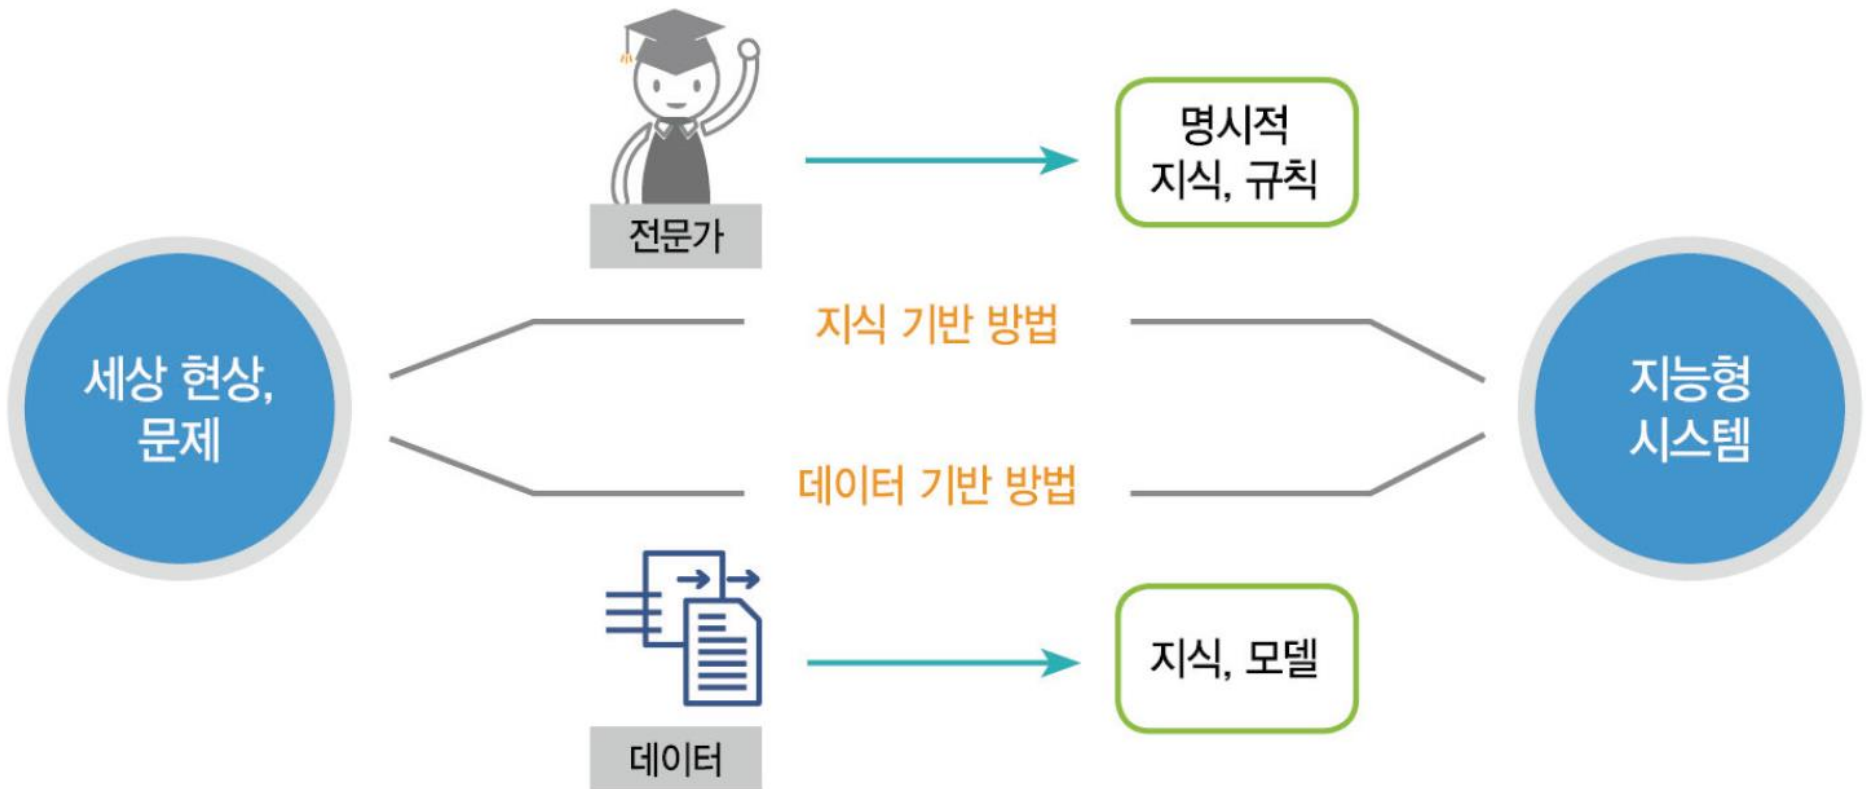 명시적
지식, 규칙
전문가
지식 기반 방법
세상 현상,
문제
지능형
시스템
데이터 기반 방법
지식, 모델
데이터